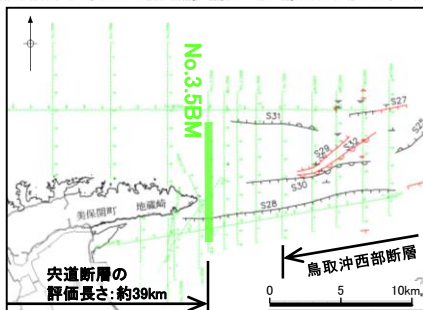 No.3.5BM
S31
S27
S29
S32
S25
S30
S28
美保関町
地蔵崎
宍道断層の
評価長さ:約39km
鳥取沖西部断層
0 5 10km